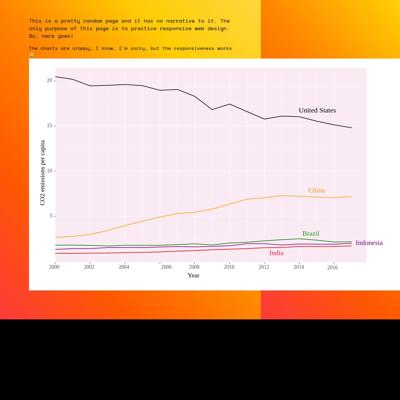 This is a pretty random page and it has no narrative to it. The
only purpose of this page is to practice responsive web design.
So, here goes!
The charts are crappy, I know. I'm sorry, but the responsiveness works
United States
China
Brazil
Indonesia
India
CO2 emissions per capita
20
15
10
5
2000 2002 2004 2006 2008 2010 2012 2014 2016
Year